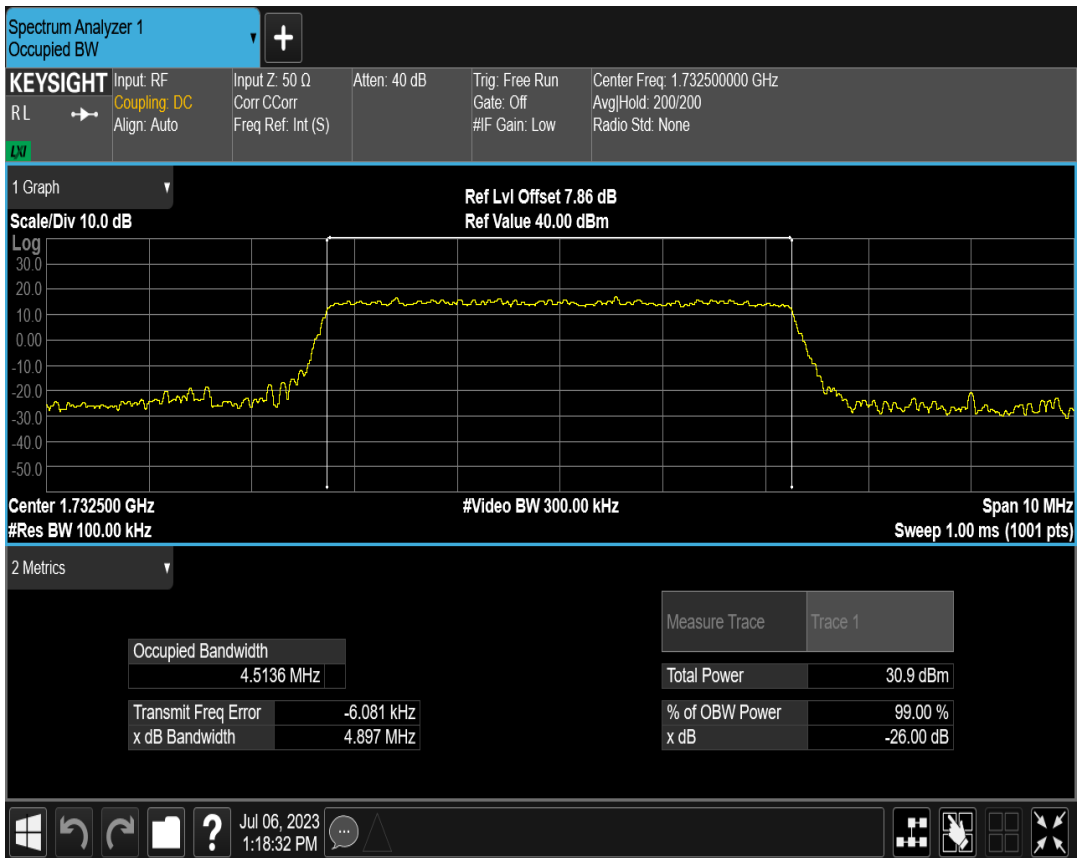 Spectrum Analyzer 1
Occupied BW
+
KEYSIGHT
RL
LXI
Input: RF
Coupling: DC
Align: Auto
Input Z: 50 Ω
Corr CCorr
Freq Ref: Int (S)
Atten: 40 dB
Trig: Free Run
Gate: Off
#IF Gain: Low
Center Freq: 1.732500000 GHz
Avg|Hold: 200/200
Radio Std: None
1 Graph
Ref Lvl Offset 7.86 dB
Scale/Div 10.0 dB
Ref Value 40.00 dBm
Log
30.0
20.0
10.0
0.00
-10.0
-20.0
-30.0
-40.0
-50.0
Center 1.732500 GHz
#Video BW 300.00 kHz
Span 10 MHz
#Res BW 100.00 kHz
Sweep 1.00 ms (1001 pts)
2 Metrics
Measure Trace Trace 1
Occupied Bandwidth
4.5136 MHz
Total Power 30.9 dBm
Transmit Freq Error -6.081 kHz
% of OBW Power 99.00 %
x dB Bandwidth 4.897 MHz
x dB -26.00 dB
?
Jul 06, 2023
1:18:32 PM